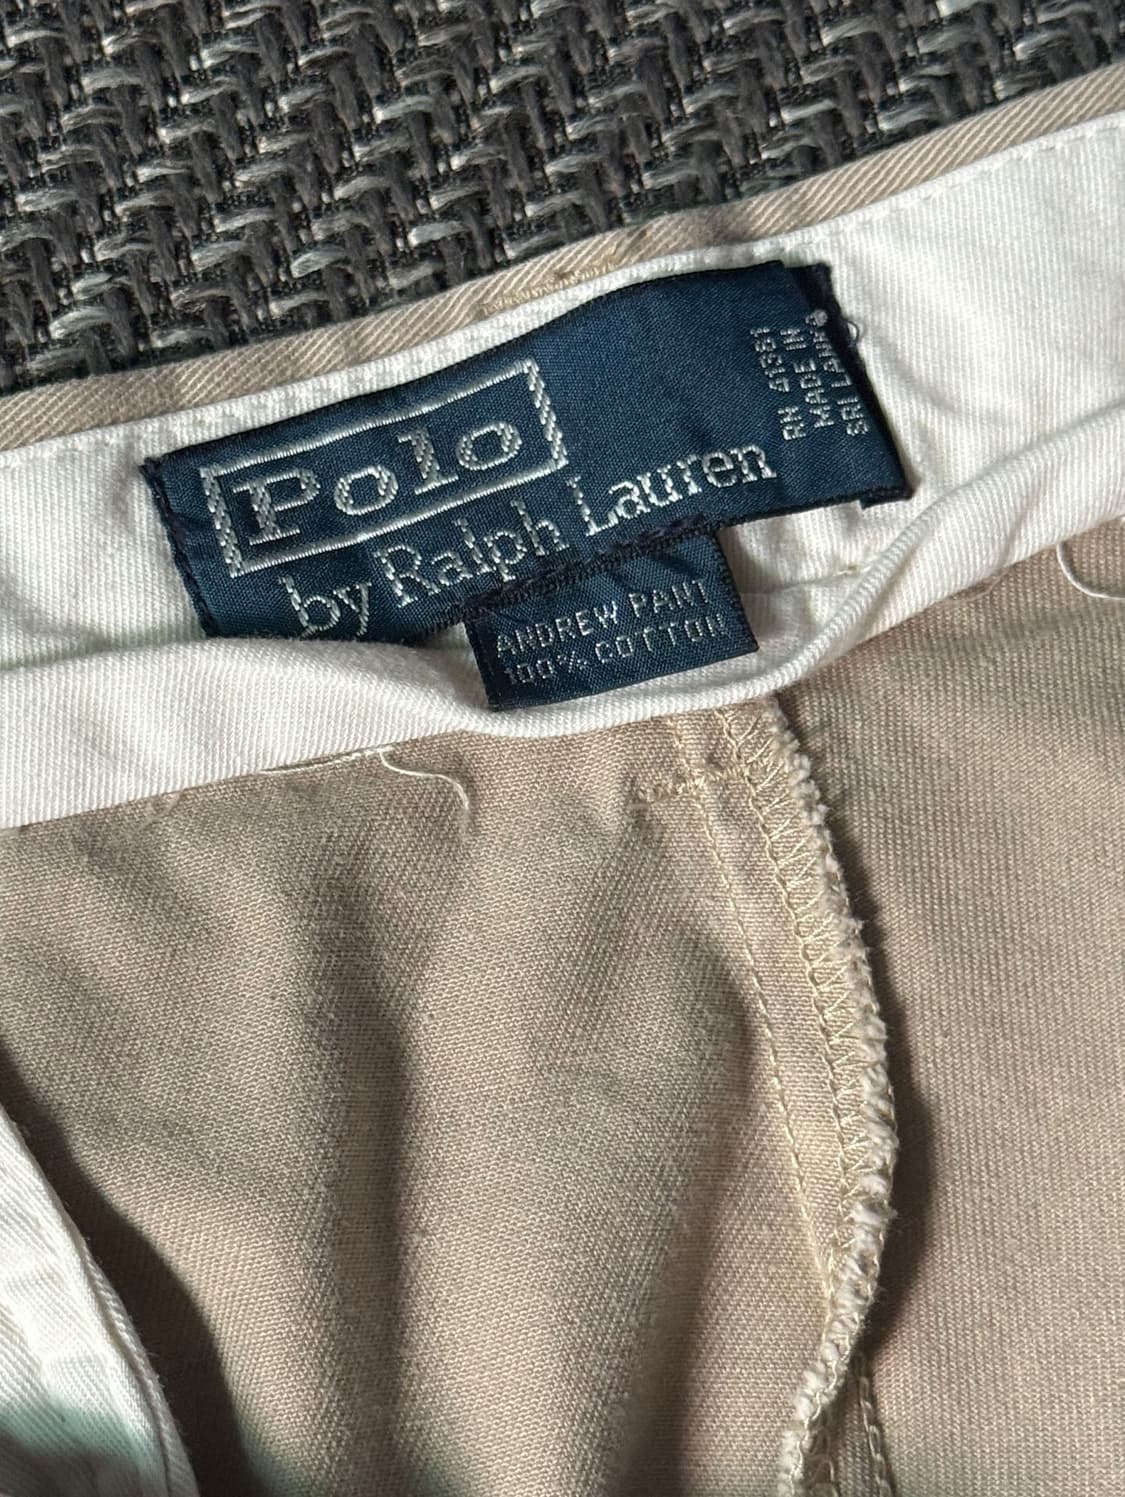 Polo
by Ralph Lauren
RN 41381
MADE IN
SRI LANKA
ANDREW PANT
100% COTTON